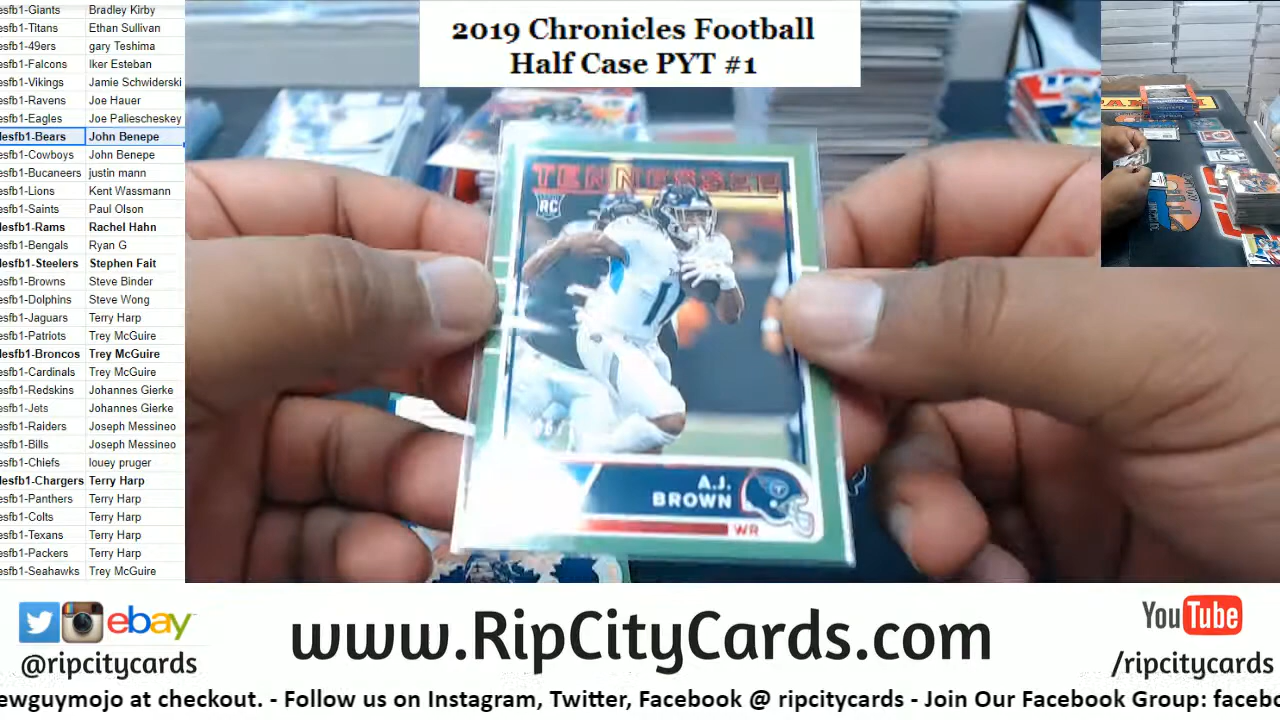 esfb1-Giants Bradley Kirby
esfb1-Titans Ethan Sullivan
esfb1-49ers gary Teshima
esfb1-Falcons Iker Esteban
esfb1-Vikings Jamie Schwiderski
esfb1-Ravens Joe Hauer
esfb1-Eagles Joe Paliescheskey
lesfb1-Bears John Benepe
esfb1-Cowboys John Benepe
esfb1-Bucaneers justin mann
esfb1-Lions Kent Wassmann
esfb1-Saints Paul Olson
lesfb1-Rams Rachel Hahn
esfb1-Bengals Ryan G
lesfb1-Steelers Stephen Fait
esfb1-Browns Steve Binder
esfb1-Dolphins Steve Wong
esfb1-Jaguars Terry Harp
esfb1-Patriots Trey McGuire
lesfb1-Broncos Trey McGuire
esfb1-Cardinals Trey McGuire
esfb1-Redskins Johannes Gierke
esfb1-Jets Johannes Gierke
esfb1-Raiders Joseph Messineo
esfb1-Bills Joseph Messineo
esfb1-Chiefs louey pruger
lesfb1-Chargers Terry Harp
esfb1-Panthers Terry Harp
esfb1-Colts Terry Harp
esfb1-Texans Terry Harp
esfb1-Packers Terry Harp
esfb1-Seahawks Trey McGuire
2019 Chronicles Football
Half Case PYT #1
TENNESSEE
RC
A.J.
BROWN
WR
ebay
@ripcitycards
www.RipCityCards.com
YouTube
/ripcitycards
ewguymojo at checkout. - Follow us on Instagram, Twitter, Facebook @ ripcitycards - Join Our Facebook Group: facebo